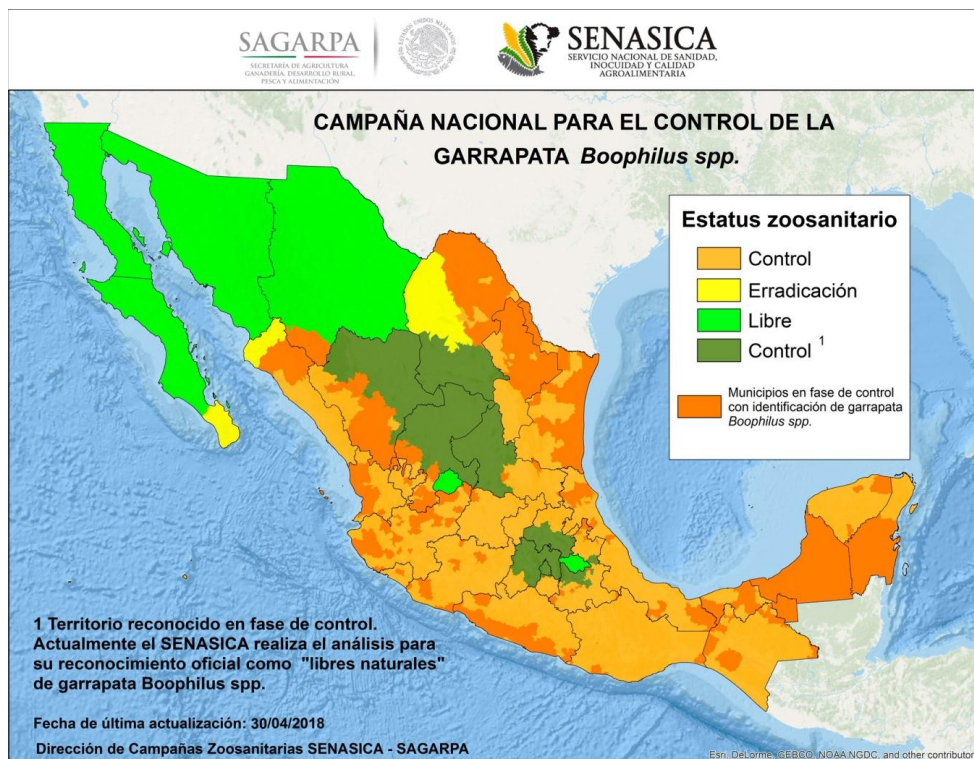 SAGARPA
SECRETARÍA DE AGRICULTURA
GANADERÍA, DESARROLLO RURAL,
PESCA Y ALIMENTACIÓN
ESTADOS UNIDOS MEXICANOS
SENASICA
SERVICIO NACIONAL DE SANIDAD,
INOCUIDAD Y CALIDAD
AGROALIMENTARIA
CAMPAÑA NACIONAL PARA EL CONTROL DE LA
GARRAPATA Boophilus spp.
Estatus zoosanitario
Control
Erradicación
Libre
Control 1
Municipios en fase de control
con identificación de garrapata
Boophilus spp.
1 Territorio reconocido en fase de control.
Actualmente el SENASICA realiza el análisis para
su reconocimiento oficial como "libres naturales"
de garrapata Boophilus spp.
Fecha de última actualización: 30/04/2018
Dirección de Campañas Zoosanitarias SENASICA - SAGARPA
Esri, DeLorme, GEBCO, NOAA NGDC, and other contributor